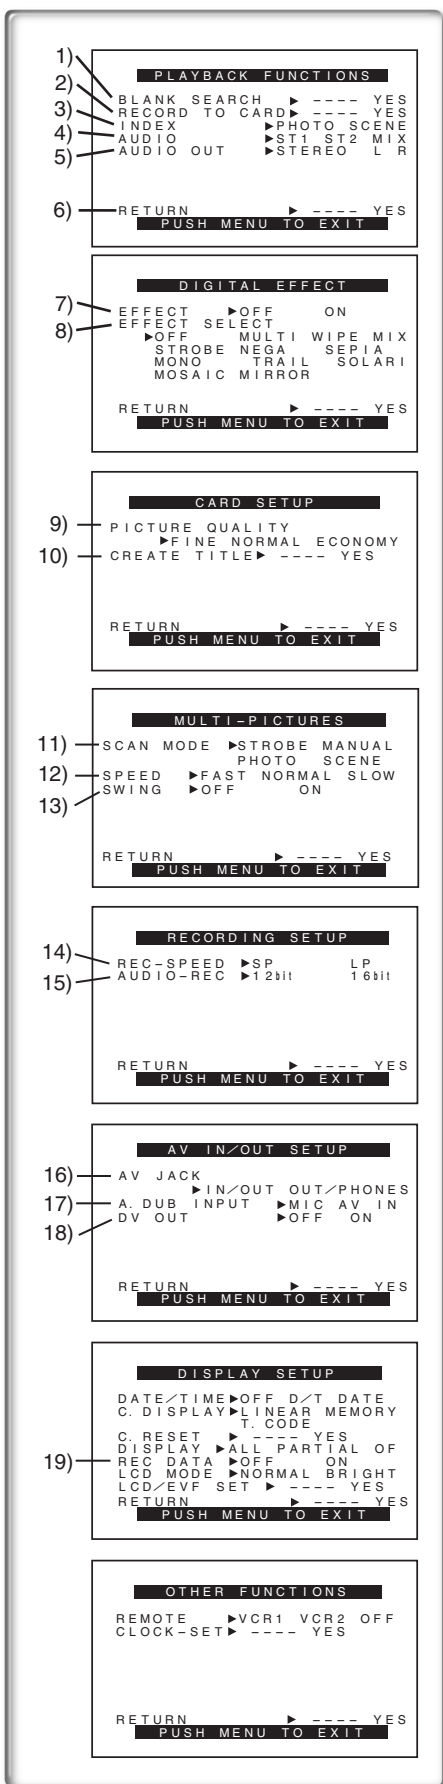 1)
2)
3)
4)
5)
6)
PLAYBACK FUNCTIONS
BLANK SEARCH ▶ ---- YES
RECORD TO CARD▶ ---- YES
INDEX ▶PHOTO SCENE
AUDIO ▶ST1 ST2 MIX
AUDIO OUT ▶STEREO L R
RETURN ▶ ---- YES
PUSH MENU TO EXIT
7)
8)
DIGITAL EFFECT
EFFECT ▶OFF ON
EFFECT SELECT
▶OFF MULTI WIPE MIX
STROBE NEGA SEPIA
MONO TRAIL SOLARI
MOSAIC MIRROR
RETURN ▶ ---- YES
PUSH MENU TO EXIT
9)
10)
CARD SETUP
PICTURE QUALITY
▶FINE NORMAL ECONOMY
CREATE TITLE▶ ---- YES
RETURN ▶ ---- YES
PUSH MENU TO EXIT
11)
12)
13)
MULTI-PICTURES
SCAN MODE ▶STROBE MANUAL
PHOTO SCENE
SPEED ▶FAST NORMAL SLOW
SWING ▶OFF ON
RETURN ▶ ---- YES
PUSH MENU TO EXIT
14)
15)
RECORDING SETUP
REC-SPEED ▶SP LP
AUDIO-REC ▶12bit 16bit
RETURN ▶ ---- YES
PUSH MENU TO EXIT
16)
17)
18)
AV IN/OUT SETUP
AV JACK
▶IN/OUT OUT/PHONES
A. DUB INPUT ▶MIC AV IN
DV OUT ▶OFF ON
RETURN ▶ ---- YES
PUSH MENU TO EXIT
19)
DISPLAY SETUP
DATE/TIME▶OFF D/T DATE
C. DISPLAY▶LINEAR MEMORY
T. CODE
C. RESET ▶ ---- YES
DISPLAY ▶ALL PARTIAL OF
REC DATA ▶OFF ON
LCD MODE ▶NORMAL BRIGHT
LCD/EVF SET ▶ ---- YES
RETURN ▶ ---- YES
PUSH MENU TO EXIT
OTHER FUNCTIONS
REMOTE ▶VCR1 VCR2 OFF
CLOCK-SET▶ ---- YES
RETURN ▶ ---- YES
PUSH MENU TO EXIT